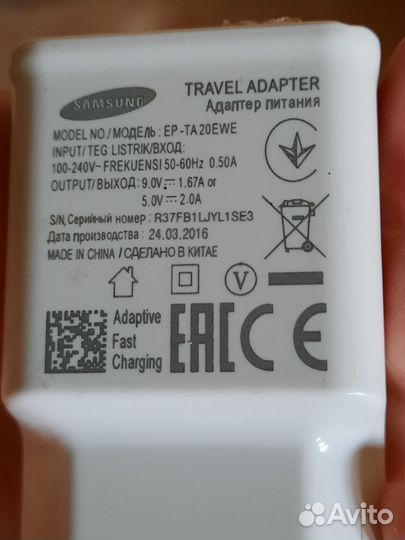 SAMSUNG
TRAVEL ADAPTER
Адаптер питания
MODEL NO./МОДЕЛЬ: EP-TA20EWE
INPUT/TEG LISTRIK/ВХОД:
100-240V~ FREKUENSI 50-60Hz 0.50A
OUTPUT/ВЫХОД: 9.0V⎓ 1.67A or
5.0V⎓ 2.0A
S/N, Серийный номер : R37FB1LJYL1SE3
Дата производства : 24.03.2016
MADE IN CHINA / СДЕЛАНО В КИТАЕ
V
Adaptive
Fast
Charging
EAC CE
Avito